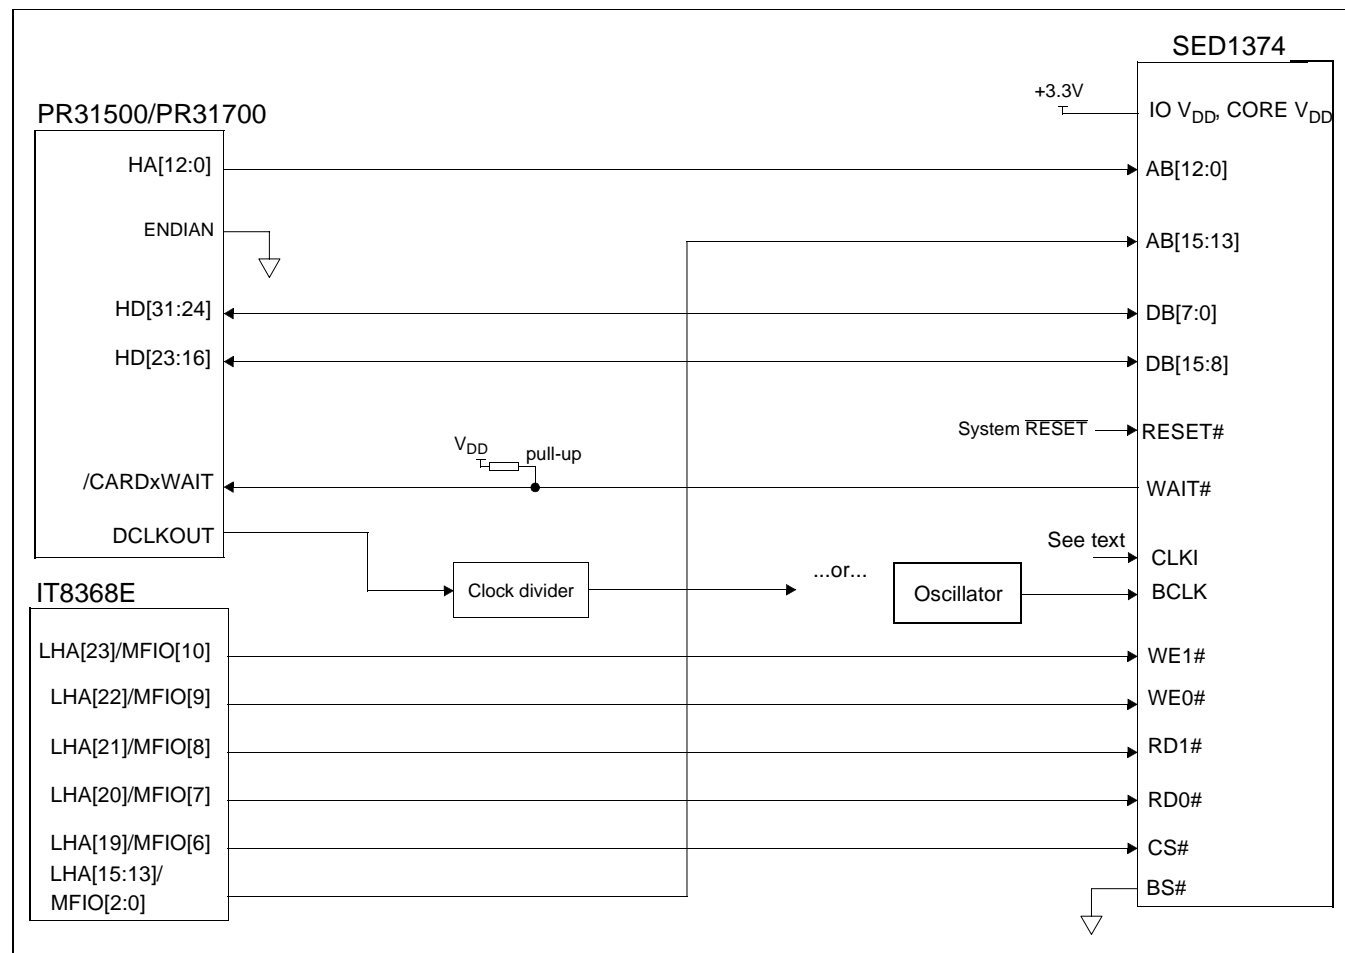 SED1374
+3.3V
PR31500/PR31700
IO VDD, CORE VDD
HA[12:0]
AB[12:0]
ENDIAN
AB[15:13]
HD[31:24]
DB[7:0]
HD[23:16]
DB[15:8]
System RESET
RESET#
VDD
pull-up
/CARDxWAIT
WAIT#
DCLKOUT
See text
CLKI
...or...
IT8368E
Clock divider
Oscillator
BCLK
LHA[23]/MFIO[10]
WE1#
LHA[22]/MFIO[9]
WE0#
LHA[21]/MFIO[8]
RD1#
LHA[20]/MFIO[7]
RD0#
LHA[19]/MFIO[6]
CS#
LHA[15:13]/
MFIO[2:0]
BS#